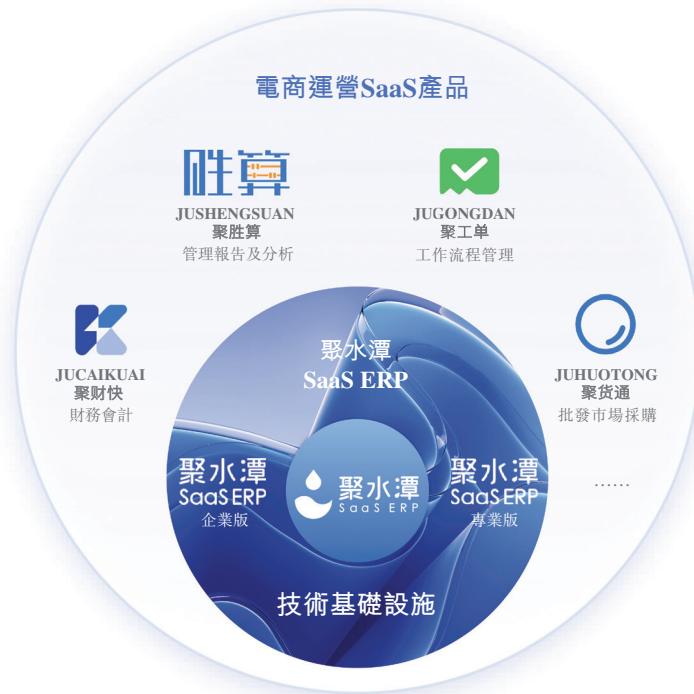 電商運營SaaS產品
胜算
JUSHENGSUAN
聚胜算
管理報告及分析
JUGONGDAN
聚工单
工作流程管理
JUCAIKUAI
聚财快
財務會計
JUHUOTONG
聚货通
批發市場採購
……
聚水潭
SaaS ERP
聚水潭
SaaS ERP
企業版
聚水潭
SaaS ERP
聚水潭
SaaS ERP
專業版
技術基礎設施